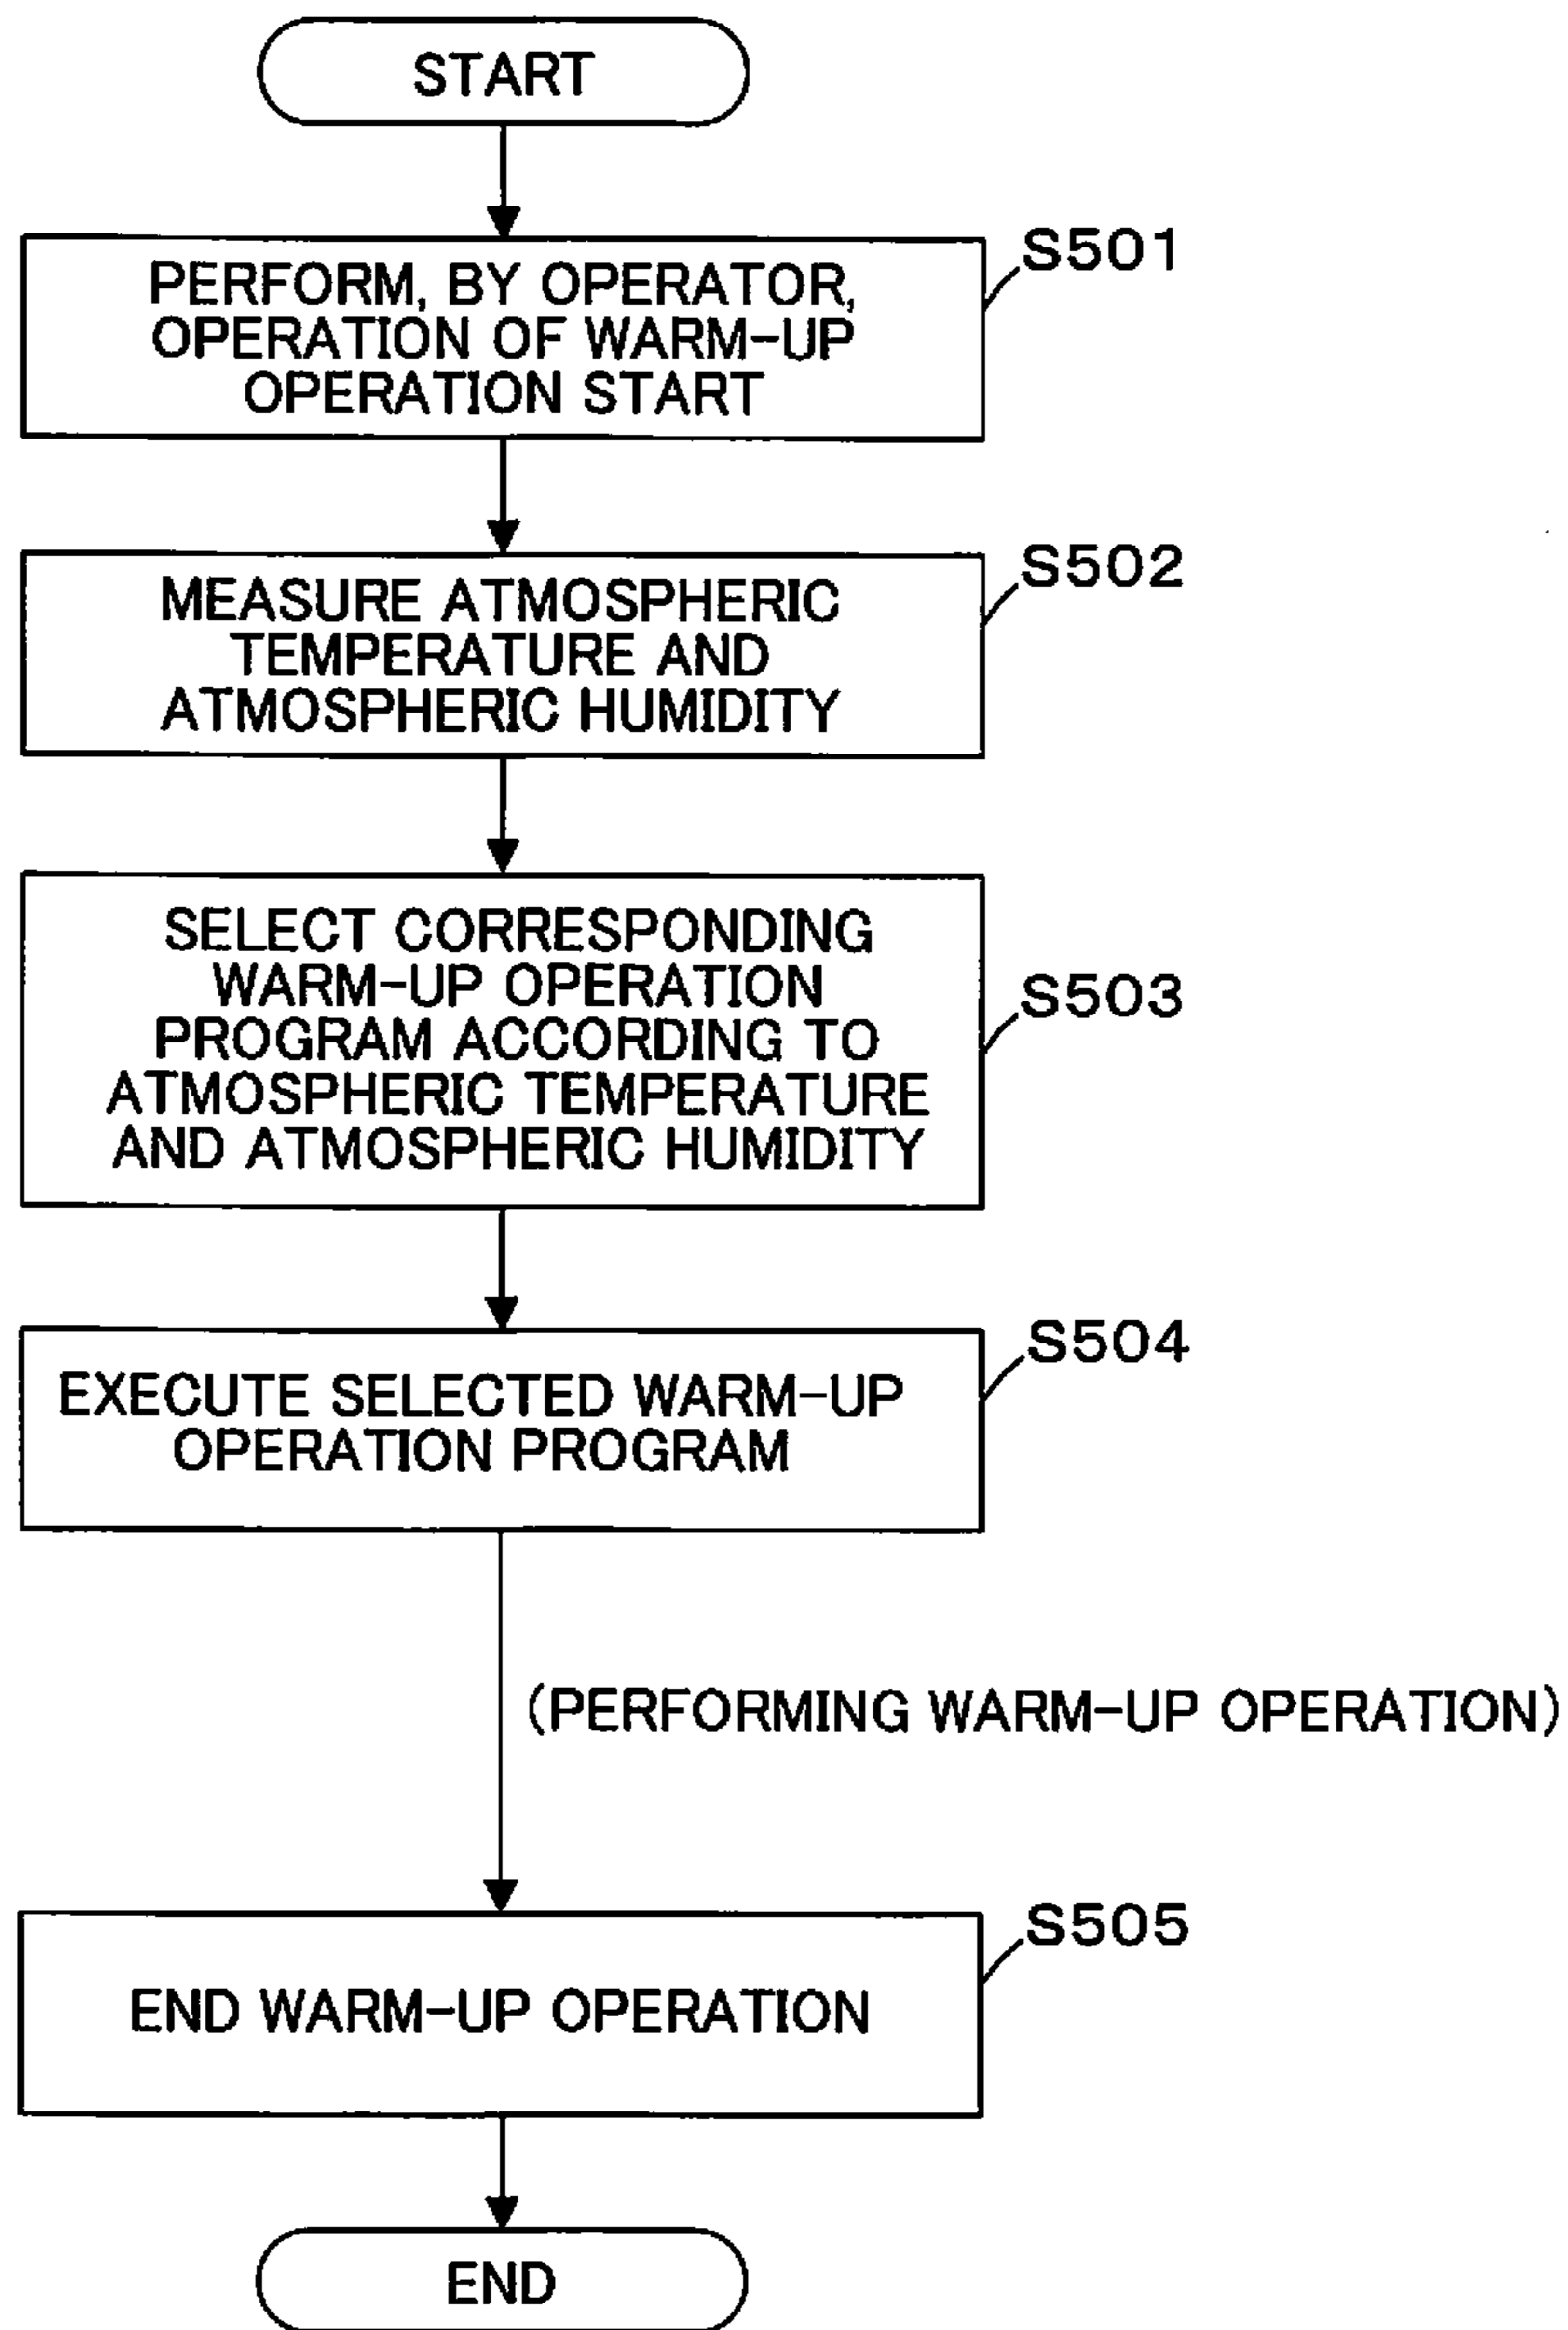 START
S501
PERFORM, BY OPERATOR,
OPERATION OF WARM-UP
OPERATION START
S502
MEASURE ATMOSPHERIC
TEMPERATURE AND
ATMOSPHERIC HUMIDITY
S503
SELECT CORRESPONDING
WARM-UP OPERATION
PROGRAM ACCORDING TO
ATMOSPHERIC TEMPERATURE
AND ATMOSPHERIC HUMIDITY
S504
EXECUTE SELECTED WARM-UP
OPERATION PROGRAM
(PERFORMING WARM-UP OPERATION)
S505
END WARM-UP OPERATION
END